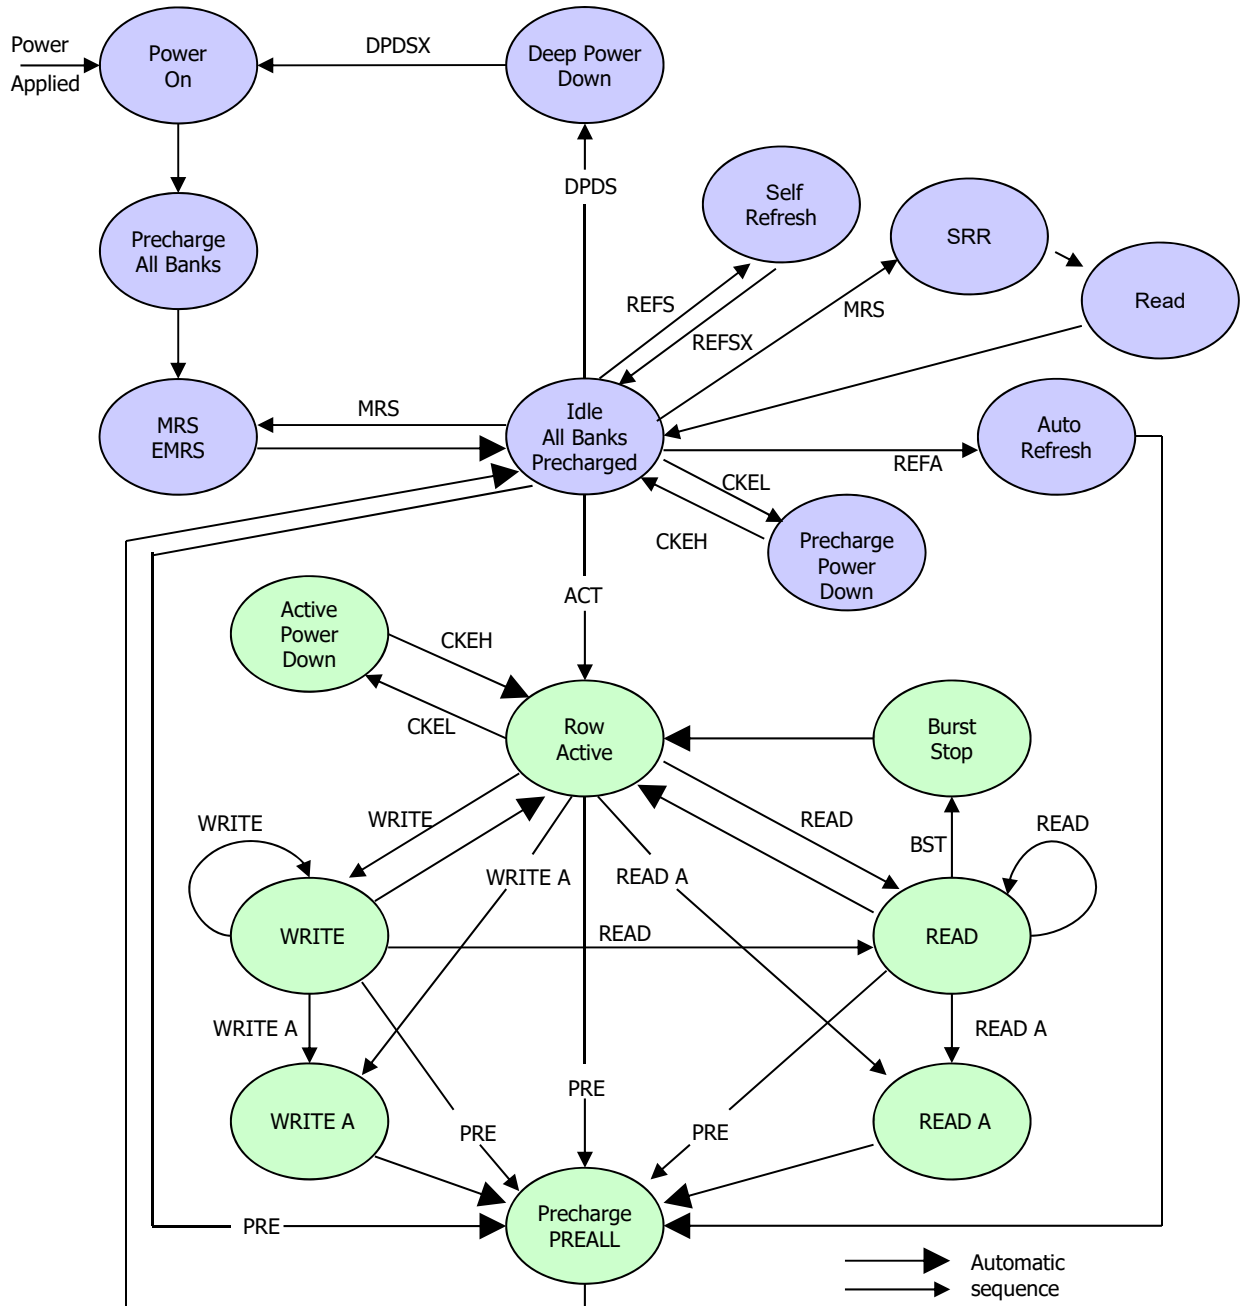 Power
Applied
Power
On
DPDSX
Deep Power
Down
DPDS
Self
Refresh
SRR
Read
Precharge
All Banks
REFS
REFSX
MRS
MRS
EMRS
MRS
Idle
All Banks
Precharged
Auto
Refresh
REFA
CKEL
CKEH
Precharge
Power
Down
ACT
Active
Power
Down
CKEH
CKEL
Row
Active
Burst
Stop
WRITE
WRITE
READ
BST
READ
WRITE A
READ A
WRITE
READ
READ
WRITE A
READ A
WRITE A
PRE
PRE
PRE
READ A
PRE
Precharge
PREALL
Automatic
sequence